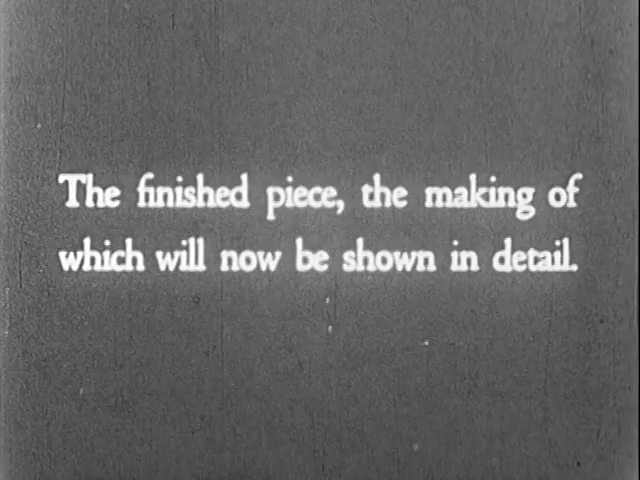 The finished piece, the making of
which will now be shown in detail.